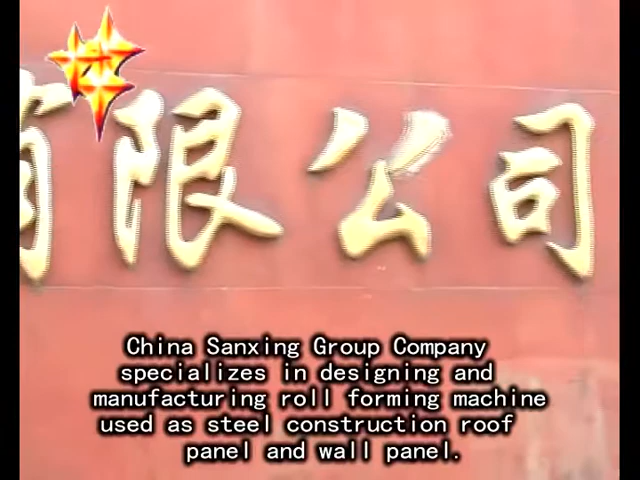 有限公司
China Sanxing Group Company
specializes in designing and
manufacturing roll forming machine
used as steel construction roof
panel and wall panel.